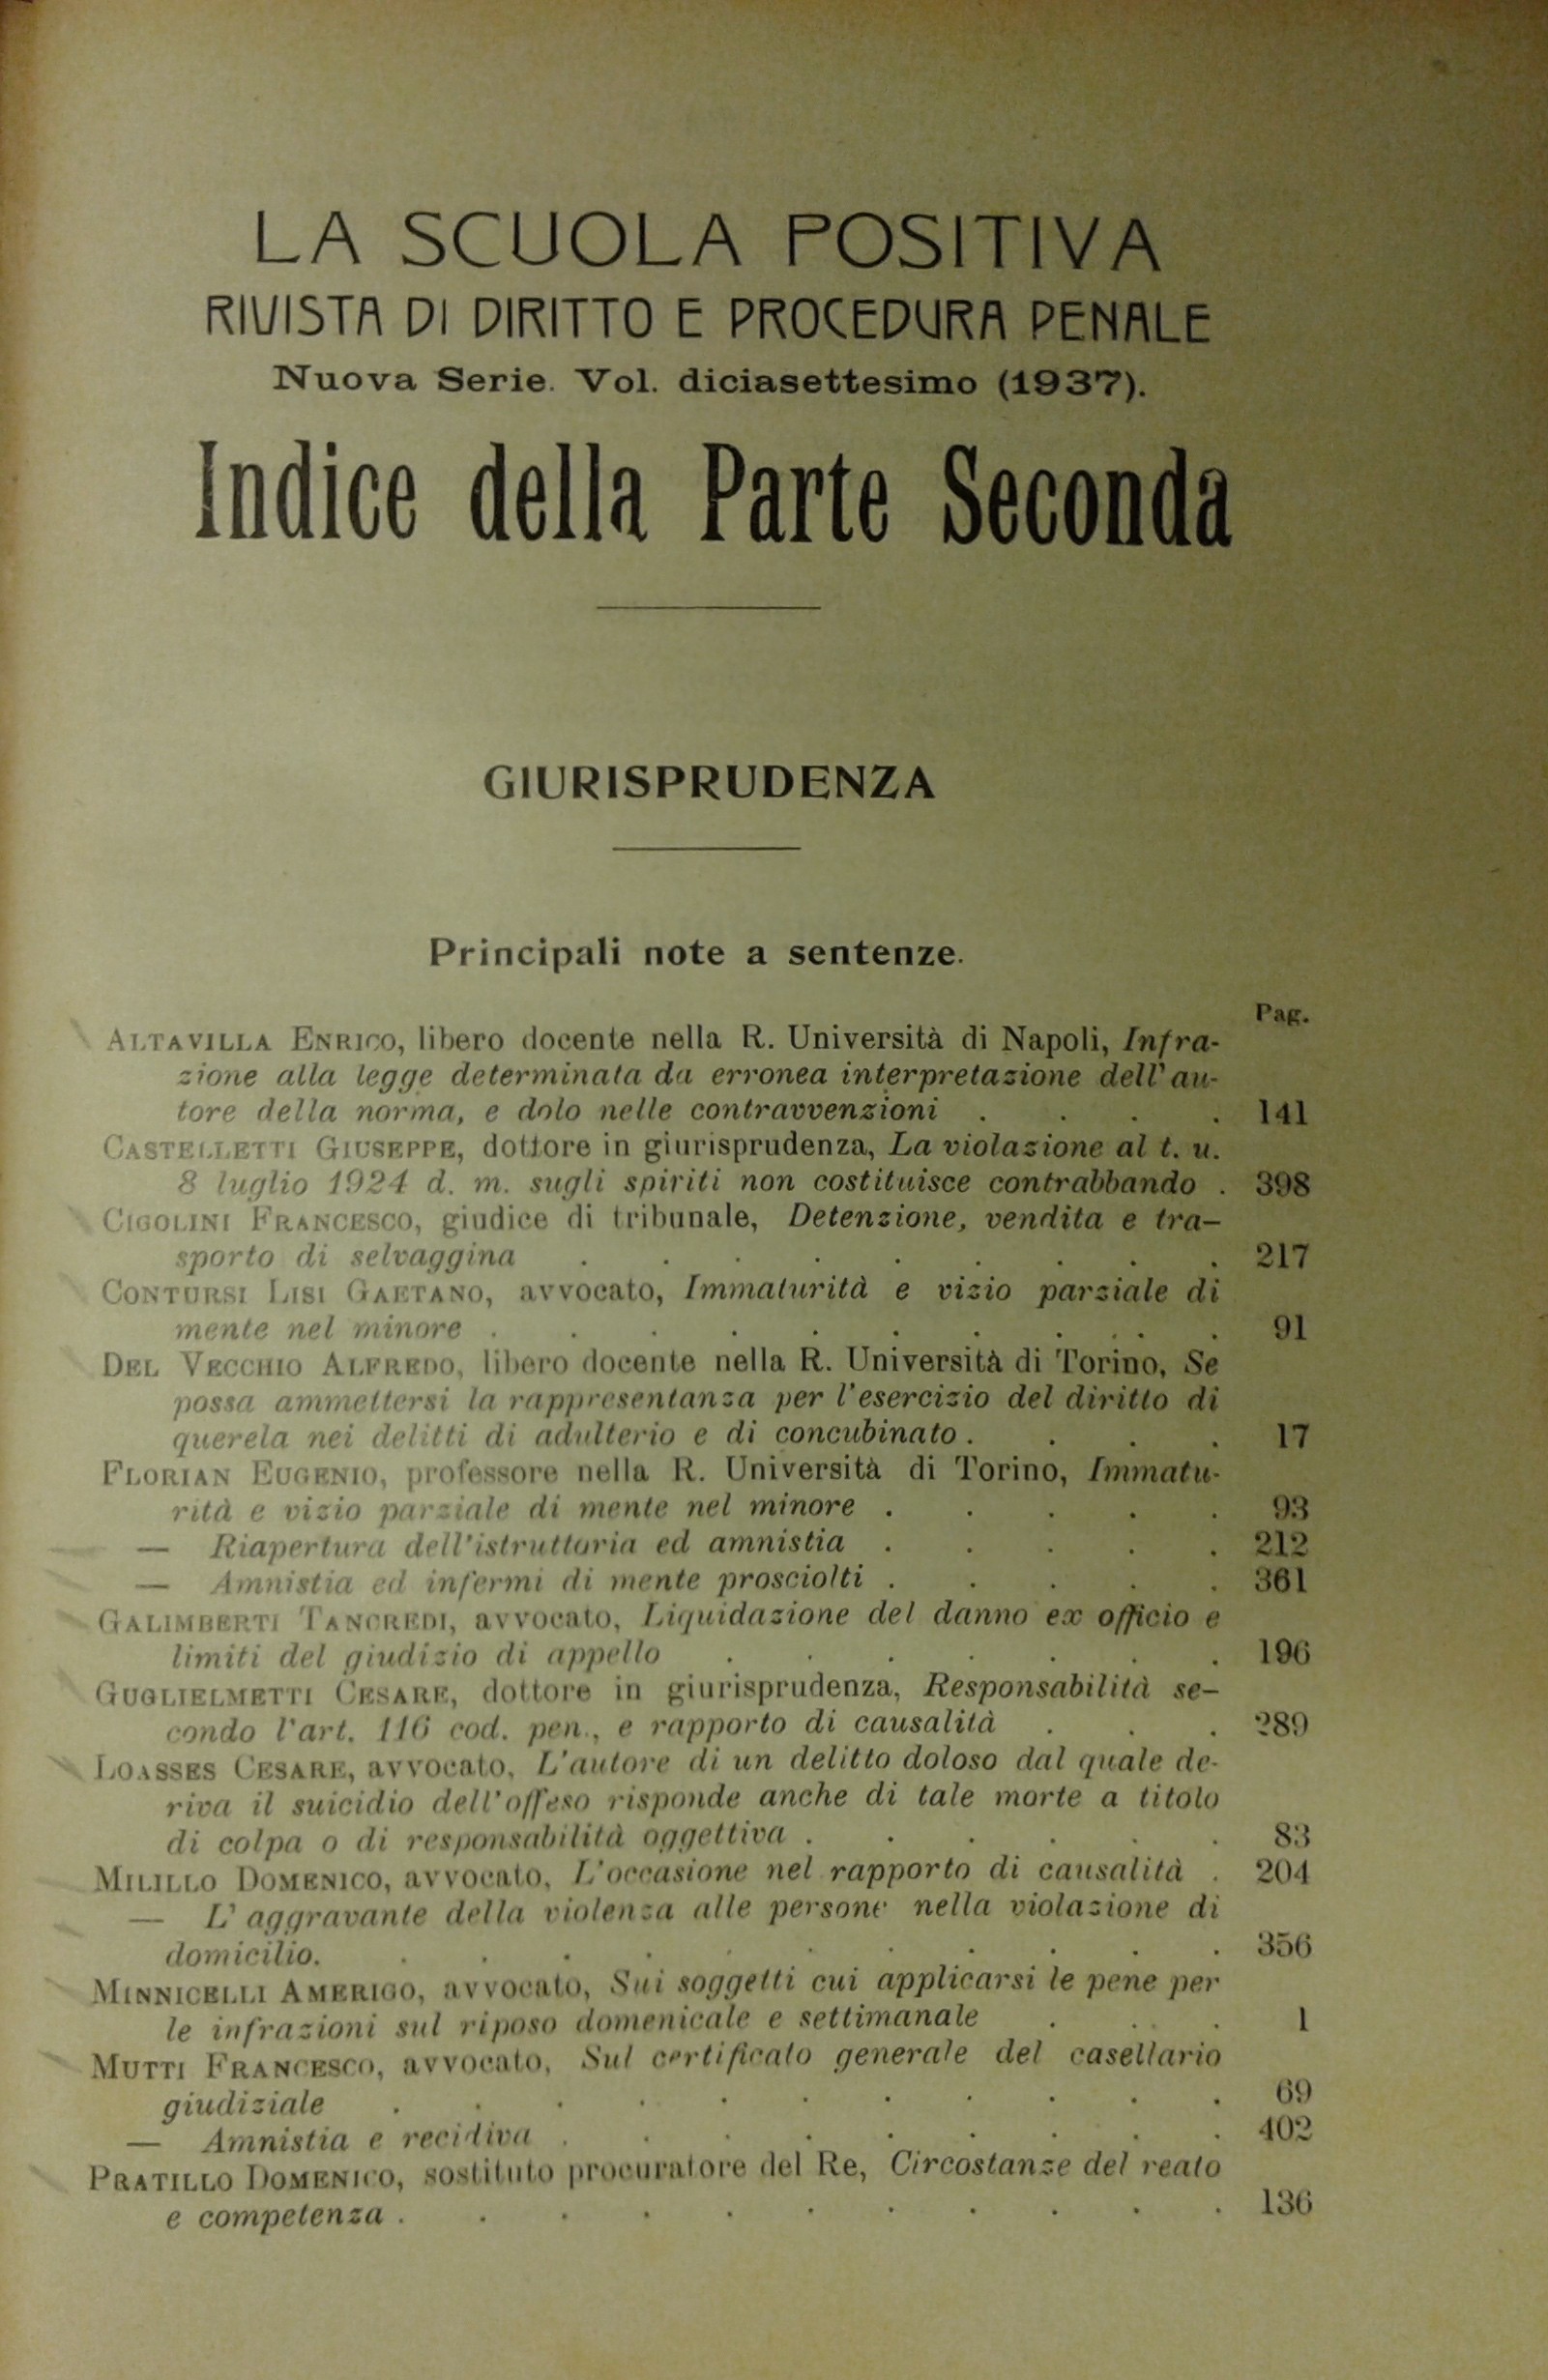 LA SCUOLA POSITIVA
RIVISTA DI DIRITTO E PROCEDURA PENALE
Nuova Serie. Vol. diciasettesimo (1937).
Indice della Parte Seconda
GIURISPRUDENZA
Principali note a sentenze.
Pag.
ALTAVILLA ENRICO, libero docente nella R. Università di Napoli, Infra-
zione alla legge determinata da erronea interpretazione dell'au-
tore della norma, e dolo nelle contravvenzioni . . . . 141
CASTELLETTI GIUSEPPE, dottore in giurisprudenza, La violazione al t. u.
8 luglio 1924 d. m. sugli spiriti non costituisce contrabbando . 398
CIGOLINI FRANCESCO, giudice di tribunale, Detenzione, vendita e tra-
sporto di selvaggina . . . . . . . . . 217
CONTURSI LISI GAETANO, avvocato, Immaturità e vizio parziale di
mente nel minore . . . . . . . . . . 91
DEL VECCHIO ALFREDO, libero docente nella R. Università di Torino, Se
possa ammettersi la rappresentanza per l'esercizio del diritto di
querela nei delitti di adulterio e di concubinato . . . . 17
FLORIAN EUGENIO, professore nella R. Università di Torino, Immatu-
rità e vizio parziale di mente nel minore . . . . . 93
— Riapertura dell'istruttoria ed amnistia . . . . . 212
— Amnistia ed infermi di mente prosciolti . . . . . 361
GALIMBERTI TANCREDI, avvocato, Liquidazione del danno ex officio e
limiti del giudizio di appello . . . . . . . 196
GUGLIELMETTI CESARE, dottore in giurisprudenza, Responsabilità se-
condo l'art. 116 cod. pen., e rapporto di causalità . . . 289
LOASSES CESARE, avvocato, L'autore di un delitto doloso dal quale de-
riva il suicidio dell'offeso risponde anche di tale morte a titolo
di colpa o di responsabilità oggettiva . . . . . . 83
MILILLO DOMENICO, avvocato, L'occasione nel rapporto di causalità . 204
— L'aggravante della violenza alle persone nella violazione di
domicilio. . . . . . . . . . . . 356
MINNICELLI AMERIGO, avvocato, Sui soggetti cui applicarsi le pene per
le infrazioni sul riposo domenicale e settimanale . . . 1
MUTTI FRANCESCO, avvocato, Sul certificato generale del casellario
giudiziale . . . . . . . . . . . 69
— Amnistia e recidiva . . . . . . . . . 402
PRATILLO DOMENICO, sostituto procuratore del Re, Circostanze del reato
e competenza . . . . . . . . . . . 136